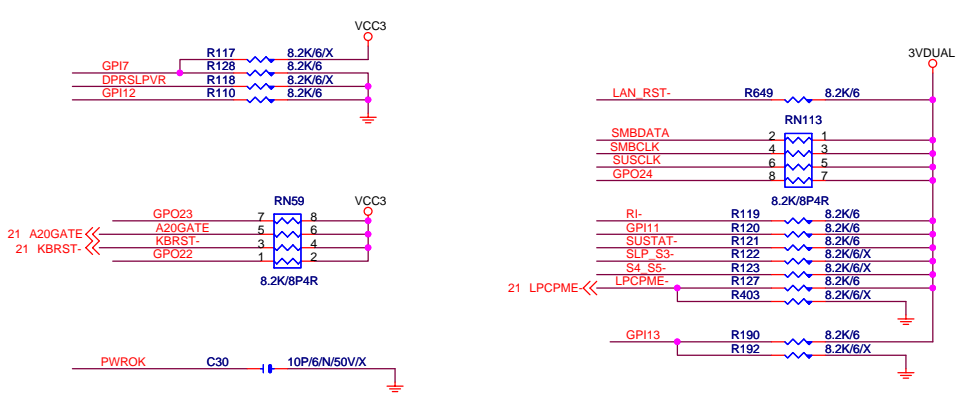 VCC3
R117 8.2K/6/X
GPI7 R128 8.2K/6
DPRSLPVR R118 8.2K/6/X
GPI12 R110 8.2K/6
RN59 VCC3
GPO23 7 8
21 A20GATE A20GATE 5 6
21 KBRST- KBRST- 3 4
GPO22 1 2
8.2K/8P4R
PWROK C30 10P/6/N/50V/X
3VDUAL
LAN_RST- R649 8.2K/6
RN113
SMBDATA 2 1
SMBCLK 4 3
SUSCLK 6 5
GPO24 8 7
8.2K/8P4R
RI- R119 8.2K/6
GPI11 R120 8.2K/6
SUSTAT- R121 8.2K/6
SLP_S3- R122 8.2K/6/X
S4_S5- R123 8.2K/6/X
21 LPCPME- LPCPME- R127 8.2K/6
R403 8.2K/6/X
GPI13 R190 8.2K/6
R192 8.2K/6/X